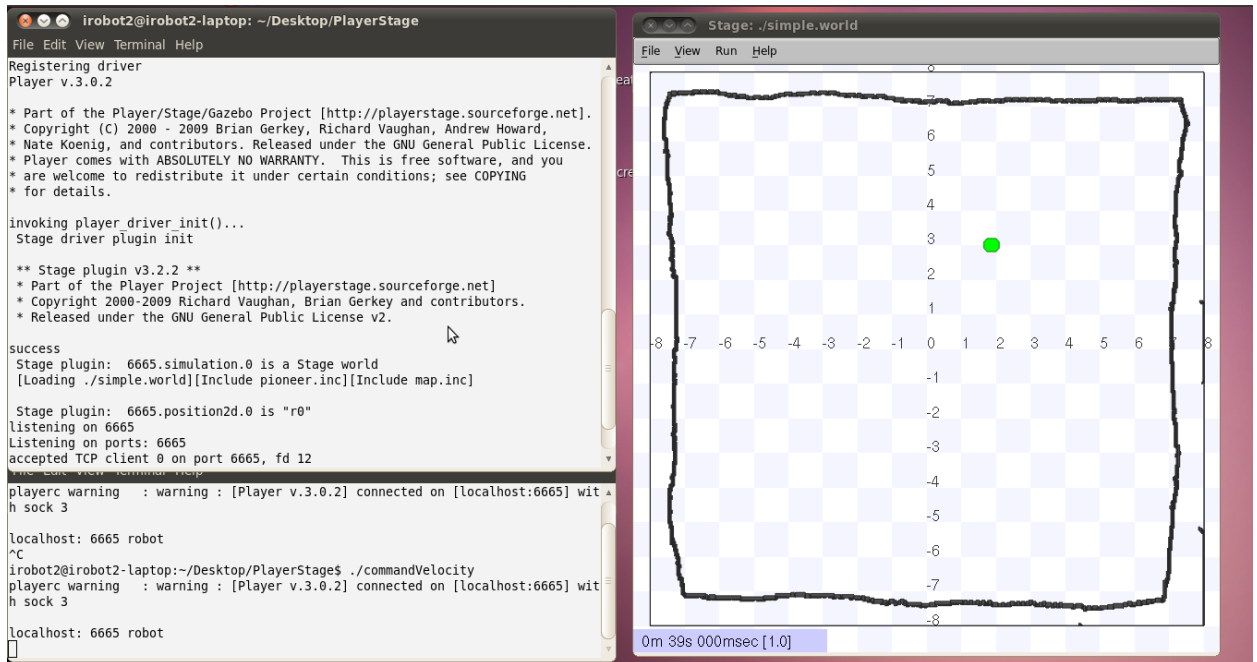 irobot2@irobot2-laptop: ~/Desktop/PlayerStage
File Edit View Terminal Help
Registering driver
Player v.3.0.2
* Part of the Player/Stage/Gazebo Project [http://playerstage.sourceforge.net].
* Copyright (C) 2000 - 2009 Brian Gerkey, Richard Vaughan, Andrew Howard,
* Nate Koenig, and contributors. Released under the GNU General Public License.
* Player comes with ABSOLUTELY NO WARRANTY.  This is free software, and you
* are welcome to redistribute it under certain conditions; see COPYING
* for details.
invoking player_driver_init()...
Stage driver plugin init
** Stage plugin v3.2.2 **
* Part of the Player Project [http://playerstage.sourceforge.net]
* Copyright 2000-2009 Richard Vaughan, Brian Gerkey and contributors.
* Released under the GNU General Public License v2.
success
Stage plugin:  6665.simulation.0 is a Stage world
[Loading ./simple.world][Include pioneer.inc][Include map.inc]
Stage plugin:  6665.position2d.0 is "r0"
listening on 6665
Listening on ports: 6665
accepted TCP client 0 on port 6665, fd 12
File Edit View Terminal Help
playerc warning   : warning : [Player v.3.0.2] connected on [localhost:6665] wit
h sock 3
localhost: 6665 robot
^C
irobot2@irobot2-laptop:~/Desktop/PlayerStage$ ./commandVelocity
playerc warning   : warning : [Player v.3.0.2] connected on [localhost:6665] wit
h sock 3
localhost: 6665 robot
eat
cre
Stage: ./simple.world
File View Run Help
8
7
6
5
4
3
2
1
-8 -7 -6 -5 -4 -3 -2 -1 0 1 2 3 4 5 6 7 8
-1
-2
-3
-4
-5
-6
-7
-8
0m 39s 000msec [1.0]